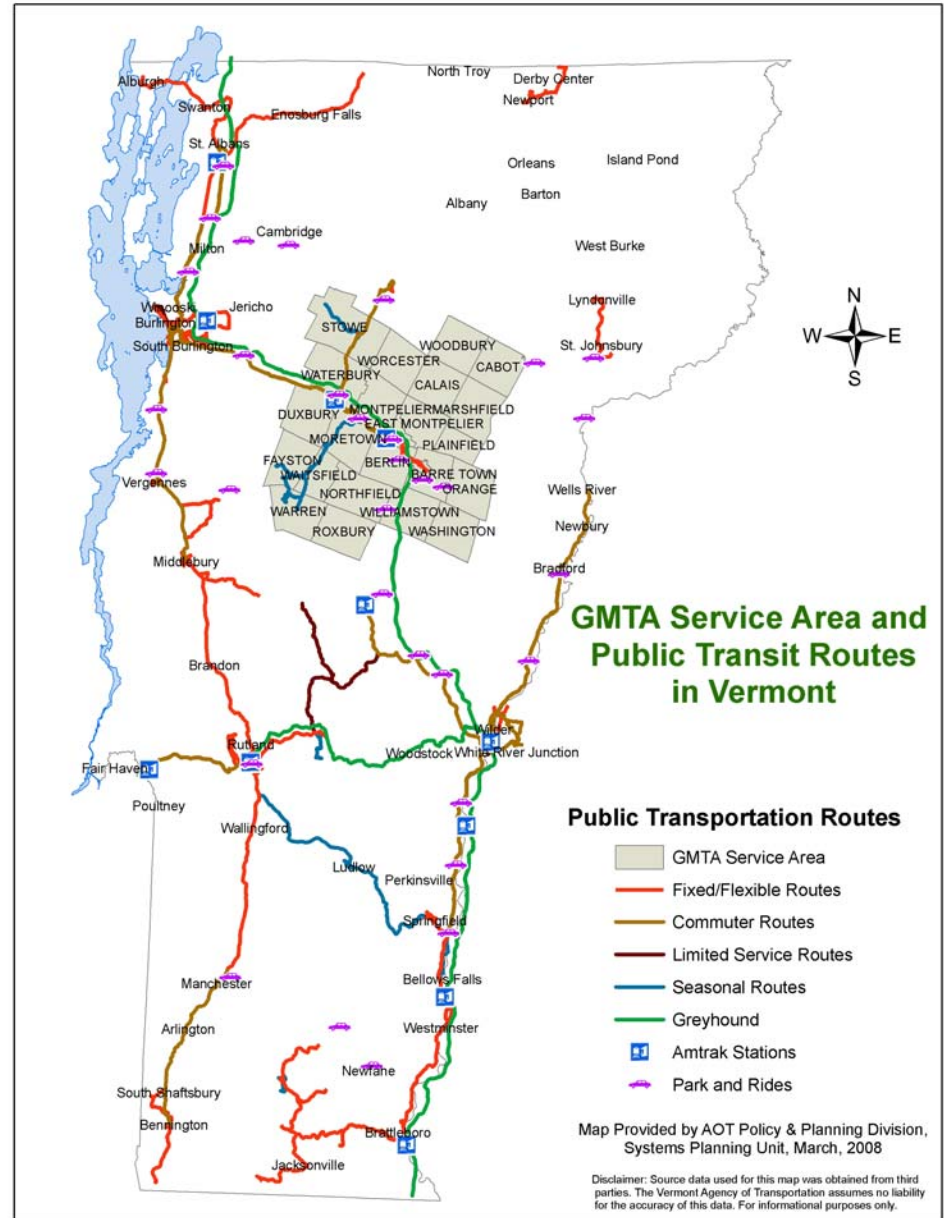 North Troy
Derby Center
Alburgh
Newport
Swanton
Enosburg Falls
St. Albans
Orleans
Island Pond
Barton
Albany
Cambridge
West Burke
Milton
N
W E
S
Lyndonville
Winooski
Jericho
Burlington
STOWE
South Burlington
WOODBURY
St. Johnsbury
WORCESTER
CABOT
WATERBURY
CALAIS
DUXBURY
MONTPELIER
MARSHFIELD
EAST MONTPELIER
MORETOWN
PLAINFIELD
FAYSTON
BERLIN
WAITSFIELD
BARRE TOWN
Vergennes
NORTHFIELD
ORANGE
Wells River
WARREN
WILLIAMSTOWN
ROXBURY
WASHINGTON
Newbury
Middlebury
Bradford
GMTA Service Area and
Public Transit Routes
in Vermont
Brandon
Wilder
Rutland
Woodstock
White River Junction
Fair Haven
Poultney
Wallingford
Ludlow
Perkinsville
Springfield
Bellows Falls
Manchester
Westminster
Arlington
Newfane
South Shaftsbury
Bennington
Brattleboro
Jacksonville
Public Transportation Routes
GMTA Service Area
Fixed/Flexible Routes
Commuter Routes
Limited Service Routes
Seasonal Routes
Greyhound
Amtrak Stations
Park and Rides
Map Provided by AOT Policy & Planning Division,
Systems Planning Unit, March, 2008
Disclaimer: Source data used for this map was obtained from third
parties. The Vermont Agency of Transportation assumes no liability
for the accuracy of this data. For informational purposes only.